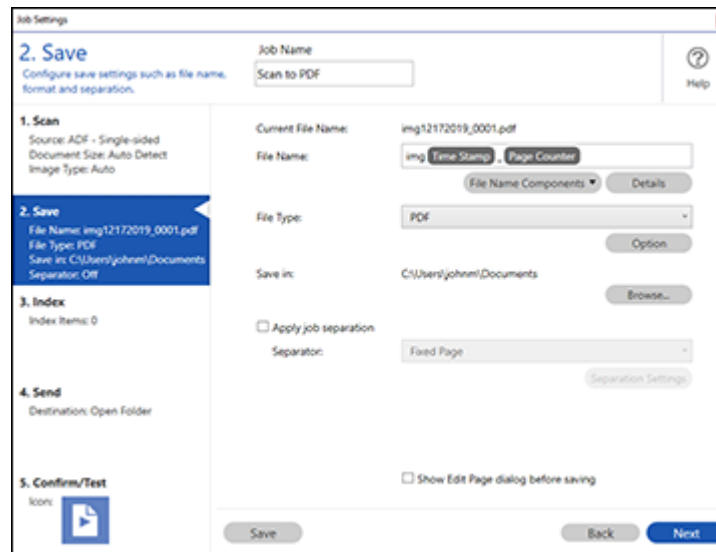 Job Settings
2. Save
Configure save settings such as file name,
format and separation.
Job Name
Scan to PDF
Help
1. Scan
Source: ADF - Single-sided
Document Size: Auto Detect
Image Type: Auto
2. Save
File Name: img12172019_0001.pdf
File Type: PDF
Save in: C:\Users\johnm\Documents
Separator: Off
3. Index
Index Items: 0
4. Send
Destination: Open Folder
5. Confirm/Test
Icon:
Current File Name: img12172019_0001.pdf
File Name: img Time Stamp _ Page Counter
File Name Components Details
File Type: PDF
Option
Save in: C:\Users\johnm\Documents
Browse...
Apply job separation
Separator: Fixed Page
Separation Settings
Show Edit Page dialog before saving
Save Back Next